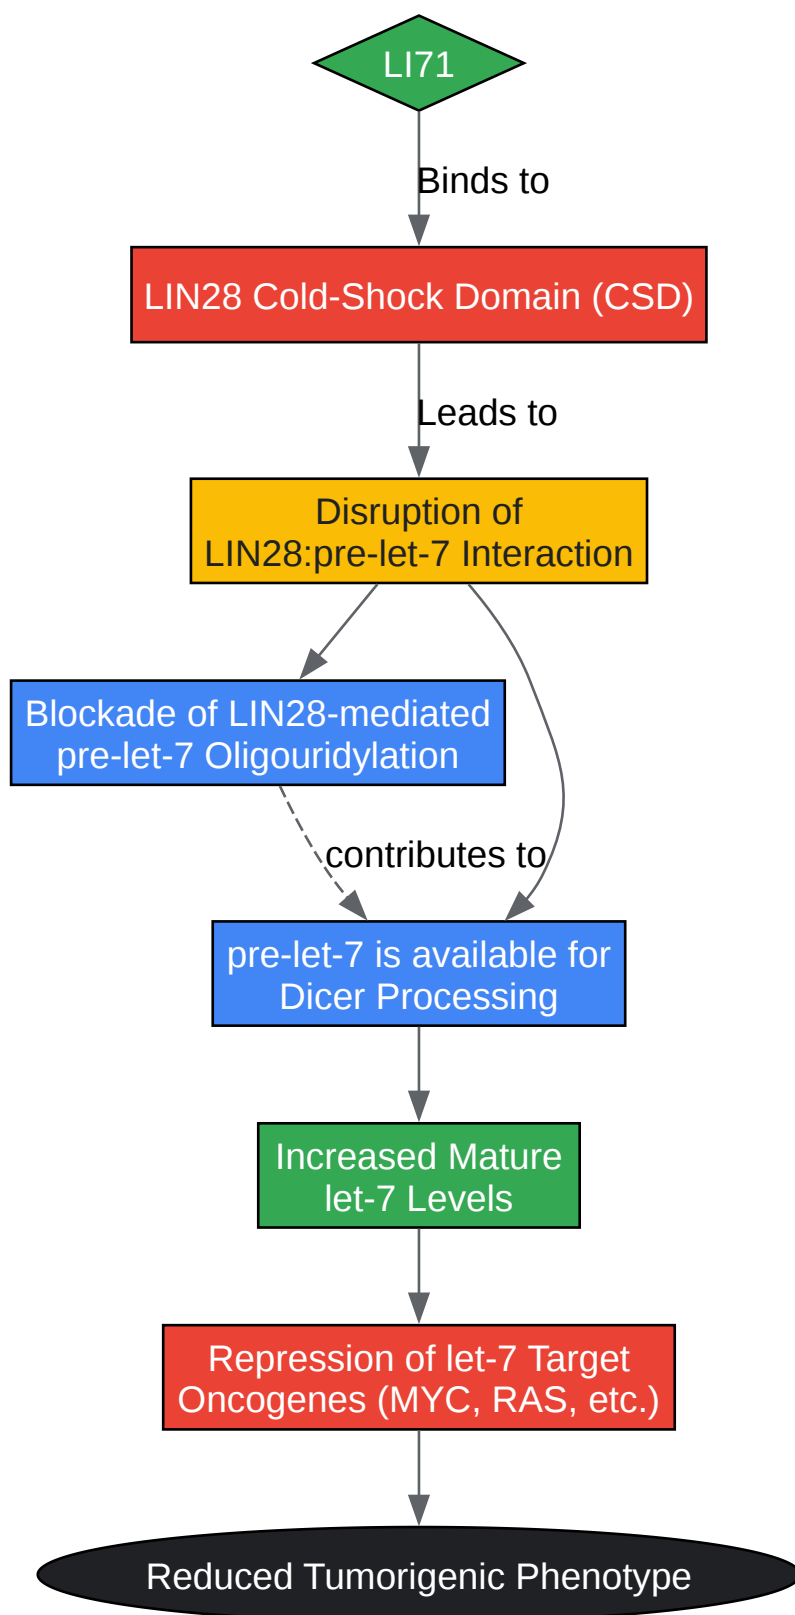 LI71
Binds to
LIN28 Cold-Shock Domain (CSD)
Leads to
Disruption of
LIN28:pre-let-7 Interaction
Blockade of LIN28-mediated
pre-let-7 Oligouridylation
contributes to
pre-let-7 is available for
Dicer Processing
Increased Mature
let-7 Levels
Repression of let-7 Target
Oncogenes (MYC, RAS, etc.)
Reduced Tumorigenic Phenotype